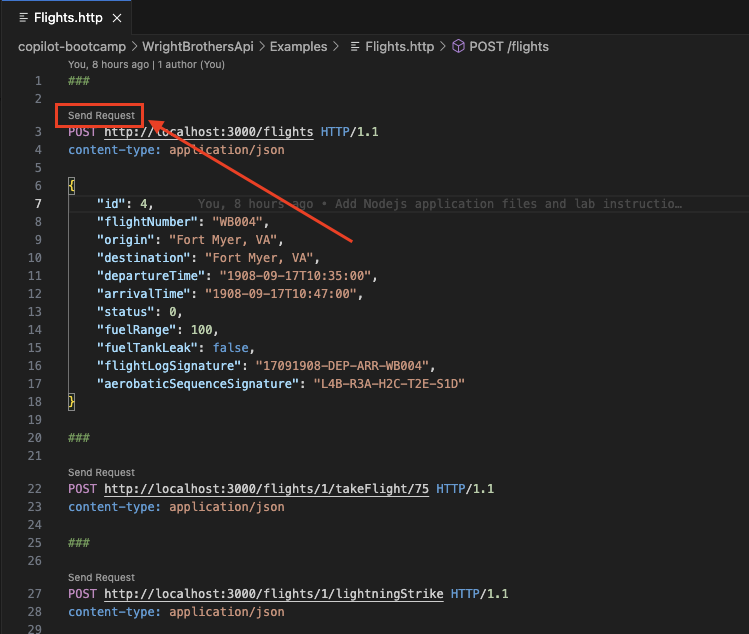 Flights.http ×
copilot-bootcamp > WrightBrothersApi > Examples > Flights.http > POST /flights
You, 8 hours ago | 1 author (You)
1 ###
2
Send Request
3 POST http://localhost:3000/flights HTTP/1.1
4 content-type: application/json
5
6 {
7 "id": 4, You, 8 hours ago • Add Nodejs application files and lab instructio…
8 "flightNumber": "WB004",
9 "origin": "Fort Myer, VA",
10 "destination": "Fort Myer, VA",
11 "departureTime": "1908-09-17T10:35:00",
12 "arrivalTime": "1908-09-17T10:47:00",
13 "status": 0,
14 "fuelRange": 100,
15 "fuelTankLeak": false,
16 "flightLogSignature": "17091908-DEP-ARR-WB004",
17 "aerobaticSequenceSignature": "L4B-R3A-H2C-T2E-S1D"
18 }
19
20 ###
21
Send Request
22 POST http://localhost:3000/flights/1/takeFlight/75 HTTP/1.1
23 content-type: application/json
24
25 ###
26
Send Request
27 POST http://localhost:3000/flights/1/lightningStrike HTTP/1.1
28 content-type: application/json
29